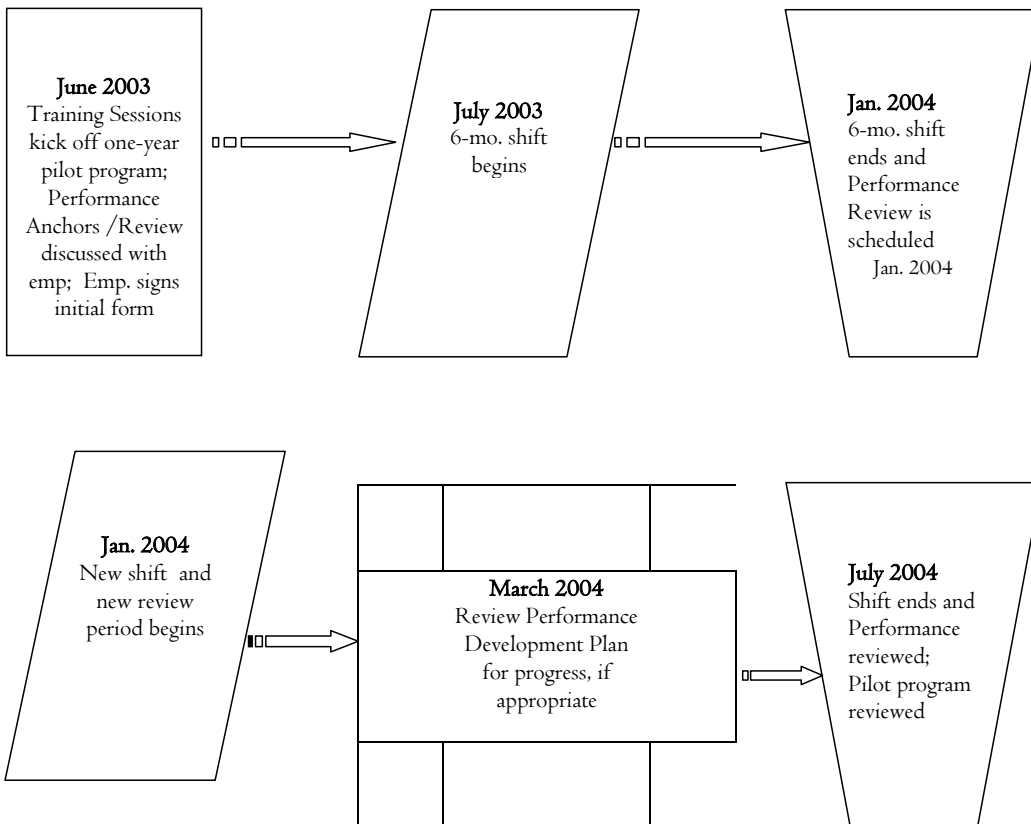 June 2003
Training Sessions
kick off one-year
pilot program;
Performance
Anchors /Review
discussed with
emp; Emp. signs
initial form
July 2003
6-mo. shift
begins
Jan. 2004
6-mo. shift
ends and
Performance
Review is
scheduled
Jan. 2004
Jan. 2004
New shift and
new review
period begins
March 2004
Review Performance
Development Plan
for progress, if
appropriate
July 2004
Shift ends and
Performance
reviewed;
Pilot program
reviewed